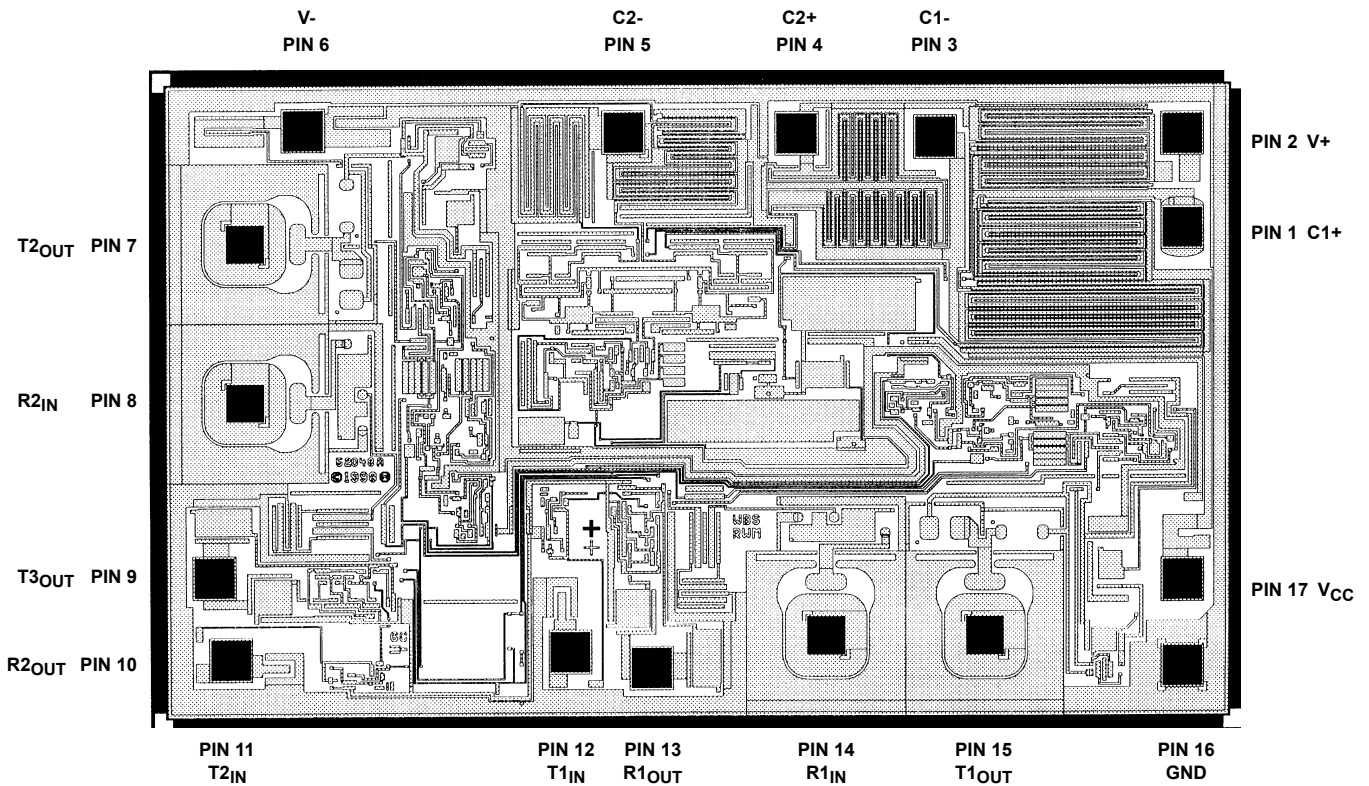 V-
PIN 6
C2-
PIN 5
C2+
PIN 4
C1-
PIN 3
PIN 2 V+
PIN 1 C1+
T2OUT PIN 7
R2IN PIN 8
T3OUT PIN 9
R2OUT PIN 10
PIN 17 VCC
WBS
RWM
PIN 11
T2IN
PIN 12
T1IN
PIN 13
R1OUT
PIN 14
R1IN
PIN 15
T1OUT
PIN 16
GND